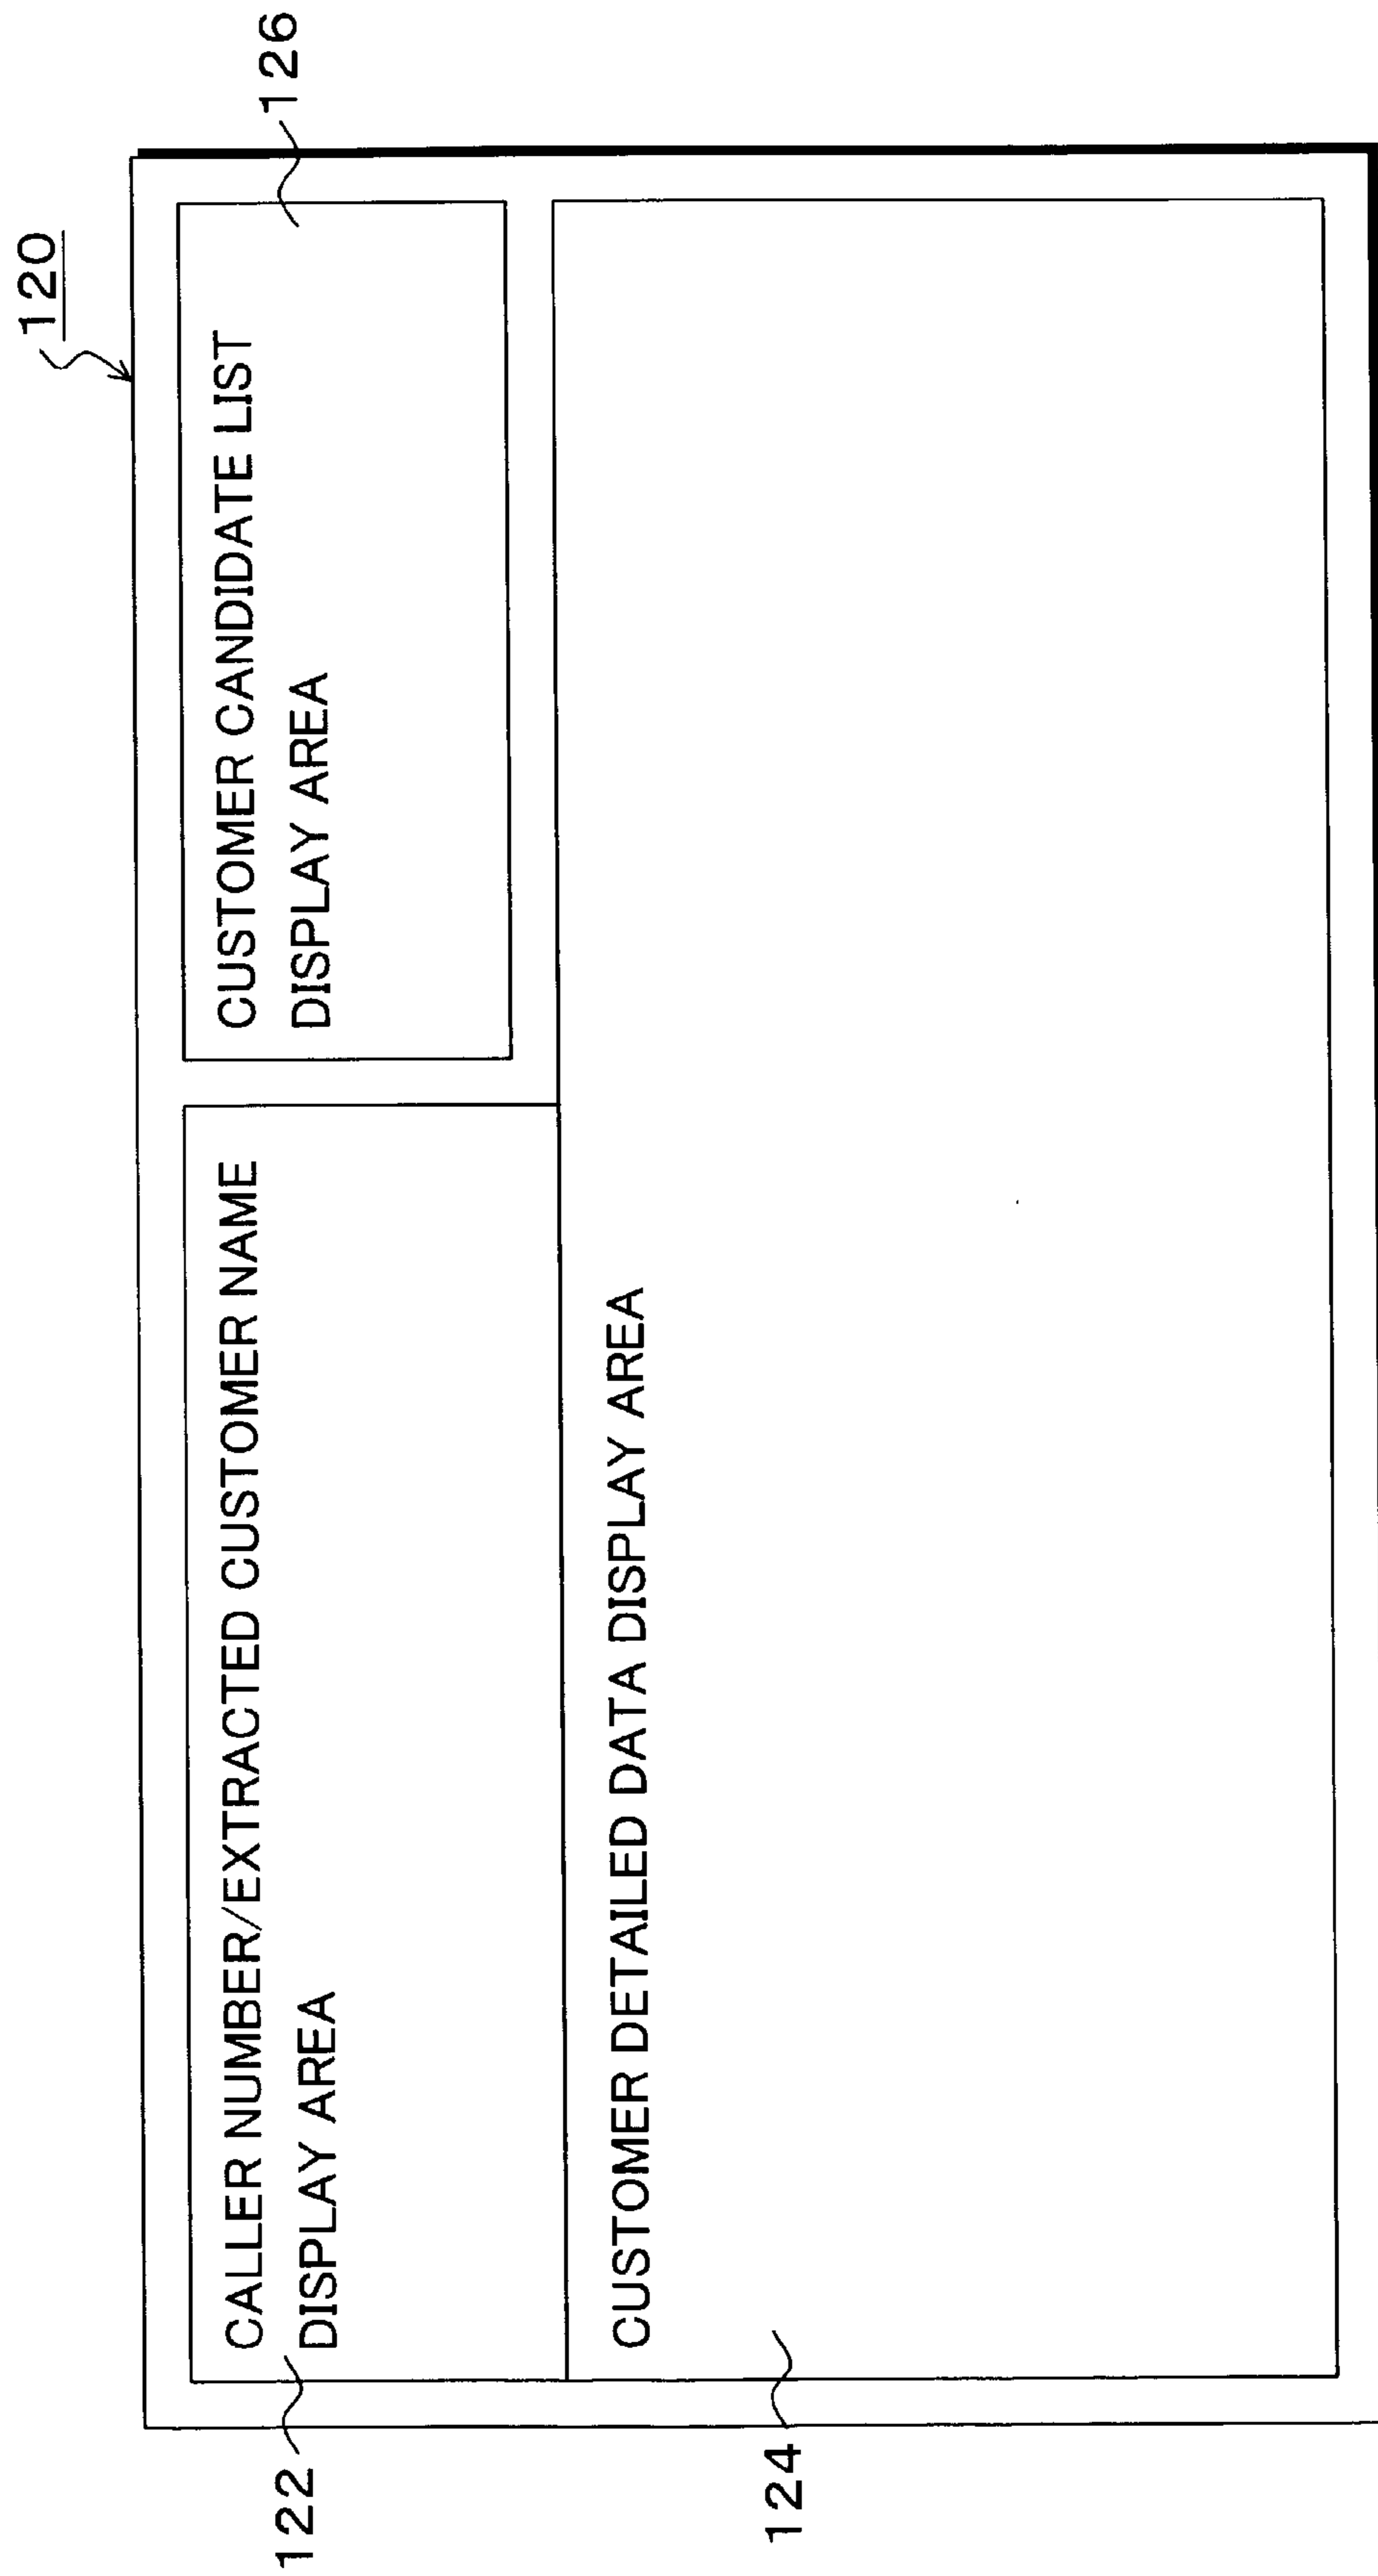 120
126
CUSTOMER CANDIDATE LIST
DISPLAY AREA
CALLER NUMBER/EXTRACTED CUSTOMER NAME
DISPLAY AREA
122
CUSTOMER DETAILED DATA DISPLAY AREA
124